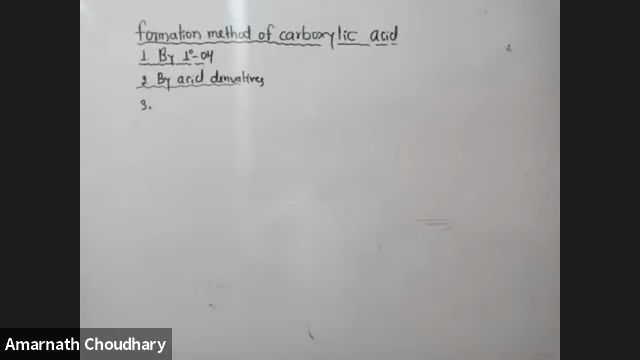 formation method of carboxylic acid
1. By 1°-OH
2. By acid derivatives
3.
Amarnath Choudhary